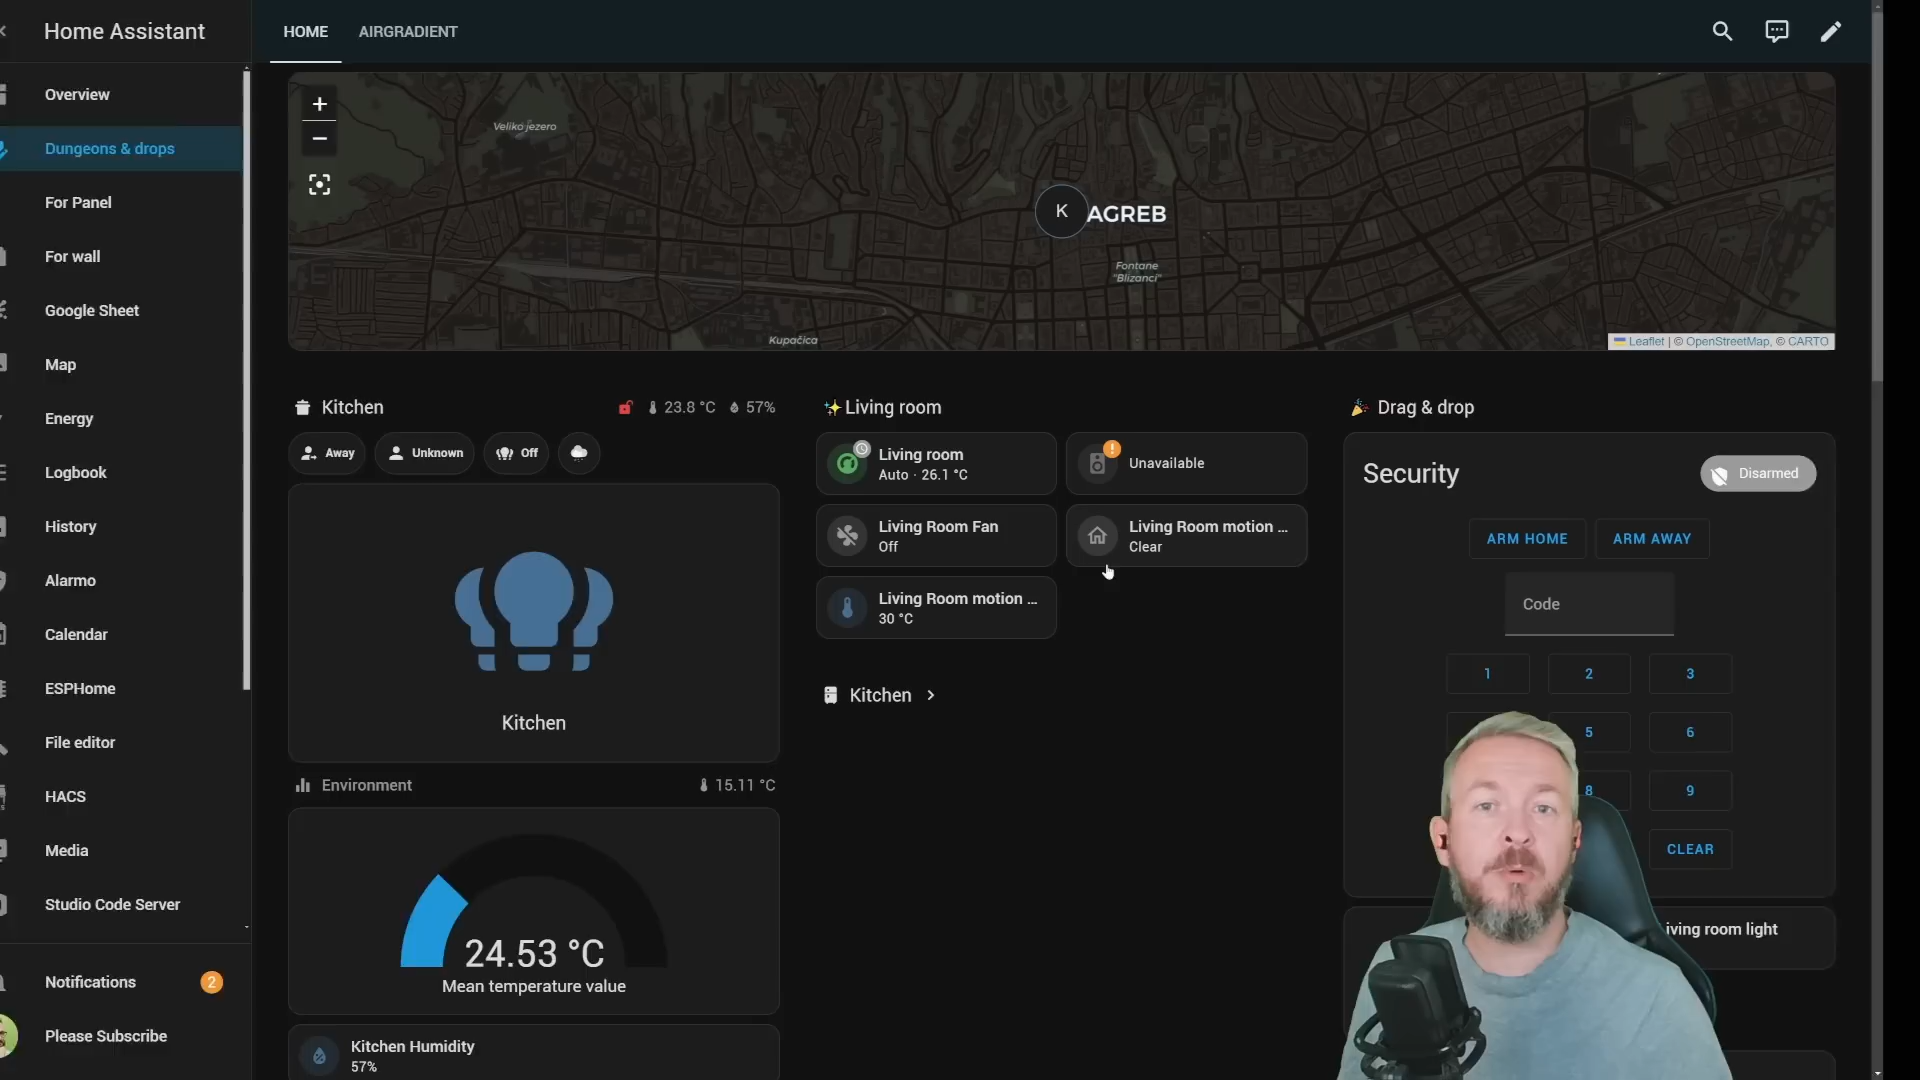 Home Assistant
Overview
Dungeons & drops
For Panel
For wall
Google Sheet
Map
Energy
Logbook
History
Alarmo
Calendar
ESPHome
File editor
HACS
Media
Studio Code Server
Notifications
2
Please Subscribe
HOME
AIRGRADIENT
+
−
Veliko jezero
K
AGREB
Fontane
"Blizanci"
Kupačica
Leaflet | © OpenStreetMap, © CARTO
Kitchen
23.8 °C
57%
Away
Unknown
Off
Kitchen
Environment
15.11 °C
24.53 °C
Mean temperature value
Kitchen Humidity
57%
✨Living room
Living room
Auto · 26.1 °C
Unavailable
Living Room Fan
Off
Living Room motion ...
Clear
Living Room motion ...
30 °C
Kitchen >
🎉 Drag & drop
Security
Disarmed
ARM HOME
ARM AWAY
Code
1
2
3
5
6
8
9
CLEAR
iving room light